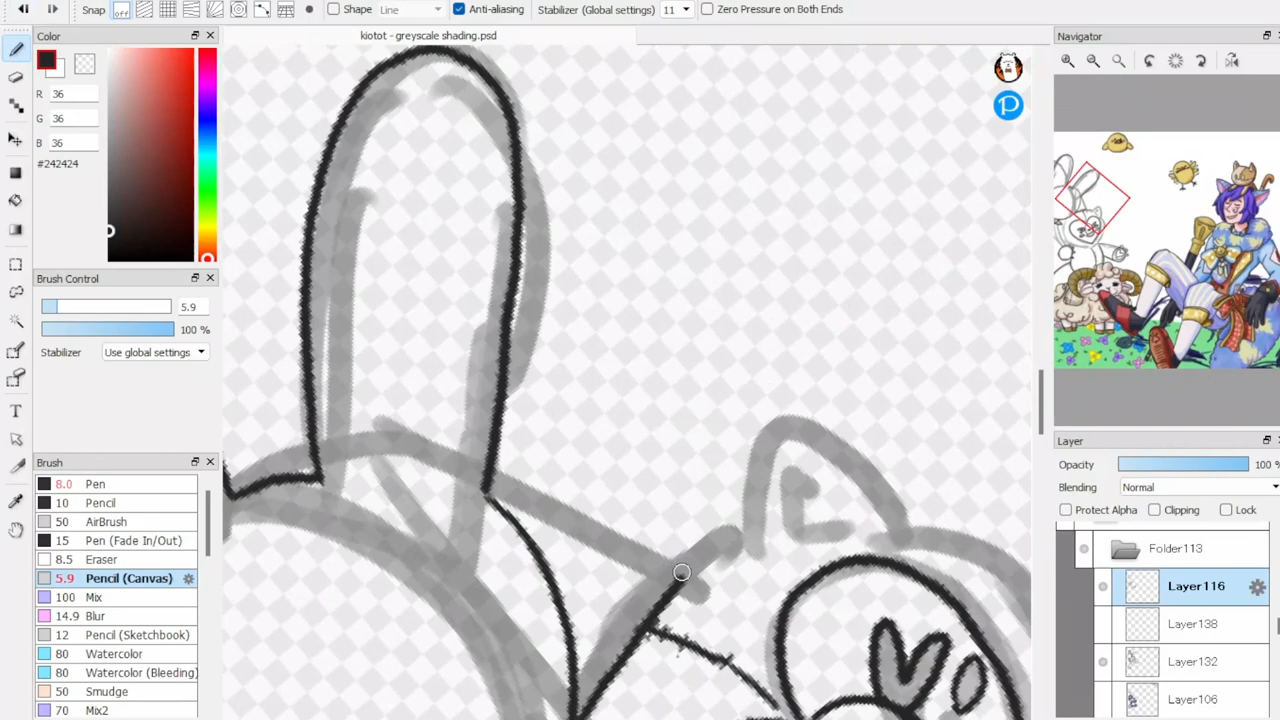 Snap
Shape
Line
Anti-aliasing
Stabilizer (Global settings)
11
Zero Pressure on Both Ends
Color
R 36
G 36
B 36
#242424
Brush Control
5.9
100 %
Stabilizer
Use global settings
Brush
8.0 Pen
10 Pencil
50 AirBrush
15 Pen (Fade In/Out)
8.5 Eraser
5.9 Pencil (Canvas)
100 Mix
14.9 Blur
12 Pencil (Sketchbook)
80 Watercolor
80 Watercolor (Bleeding)
50 Smudge
70 Mix2
kiotot - greyscale shading.psd
P
Navigator
Layer
Opacity
100 %
Blending
Normal
Protect Alpha
Clipping
Lock
Folder113
Layer116
Layer138
Layer132
Layer106
T